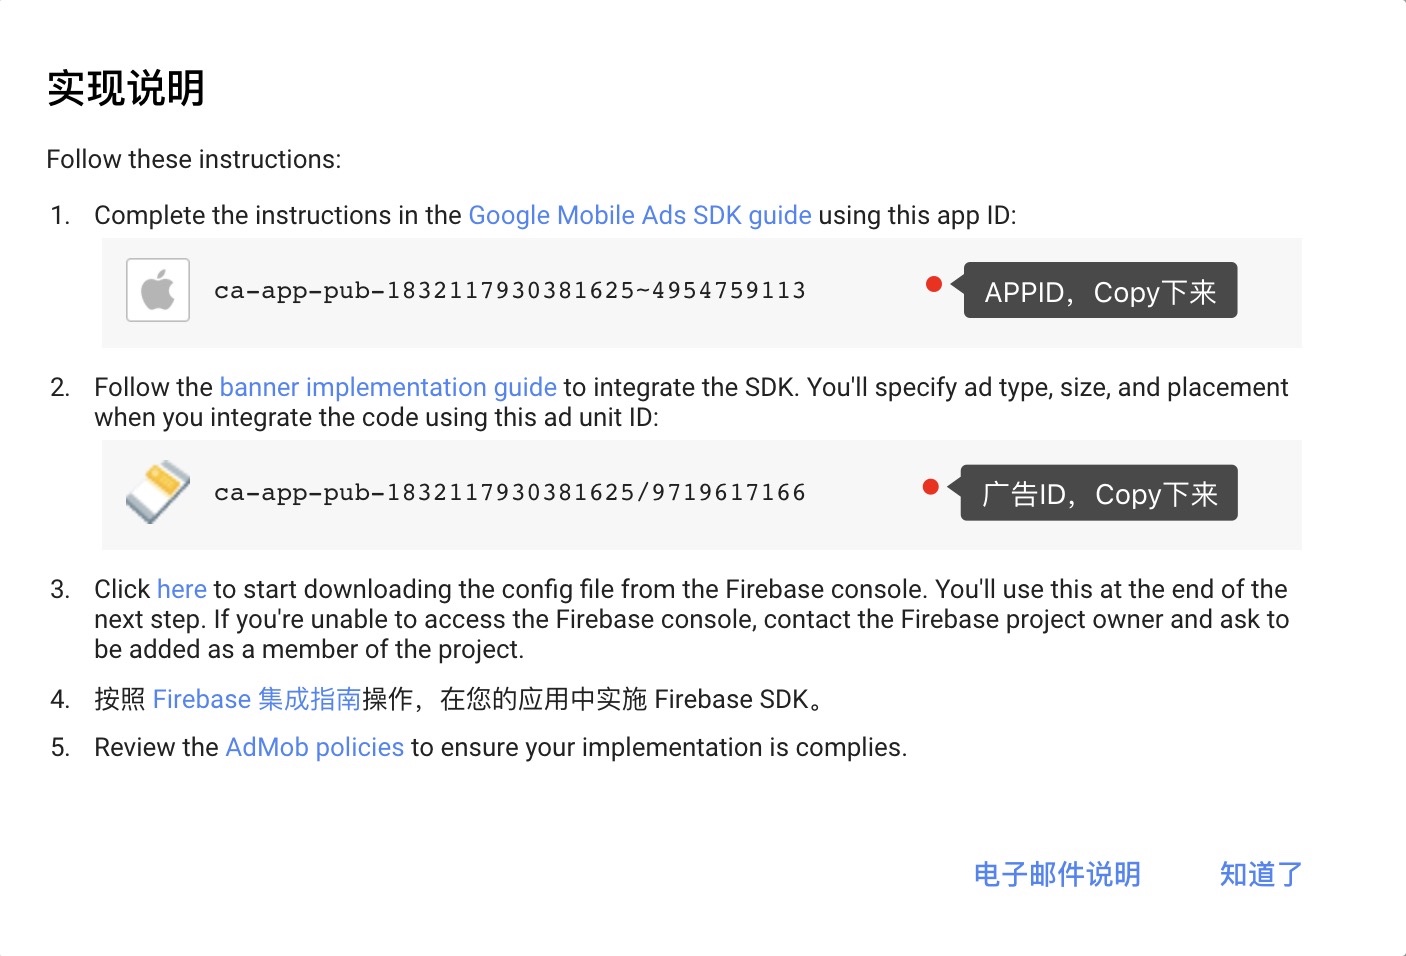 实现说明
Follow these instructions:
1. Complete the instructions in the Google Mobile Ads SDK guide using this app ID:
ca-app-pub-1832117930381625~4954759113
APPID，Copy下来
2. Follow the banner implementation guide to integrate the SDK. You'll specify ad type, size, and placement
when you integrate the code using this ad unit ID:
ca-app-pub-1832117930381625/9719617166
广告ID，Copy下来
3. Click here to start downloading the config file from the Firebase console. You'll use this at the end of the
next step. If you're unable to access the Firebase console, contact the Firebase project owner and ask to
be added as a member of the project.
4. 按照 Firebase 集成指南操作，在您的应用中实施 Firebase SDK。
5. Review the AdMob policies to ensure your implementation is complies.
电子邮件说明 知道了